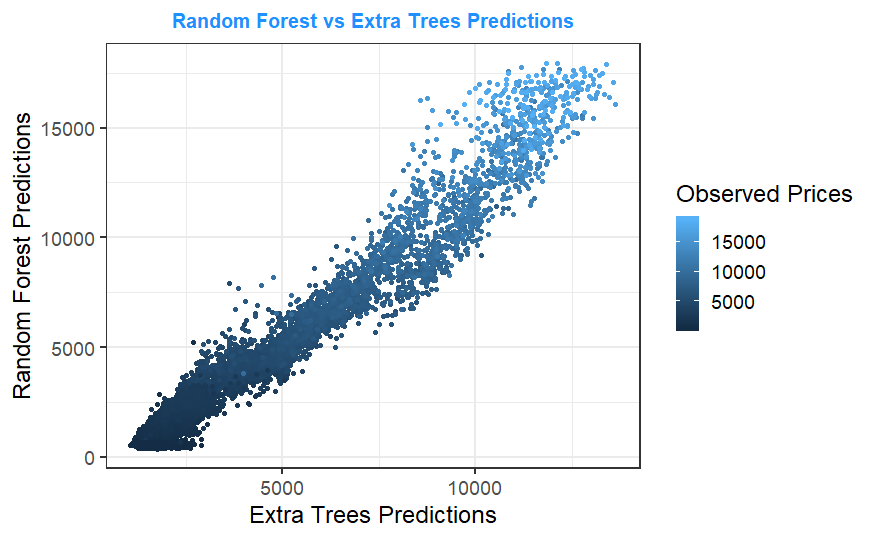 Random Forest vs Extra Trees Predictions
Random Forest Predictions
15000
10000
5000
0
5000
10000
Extra Trees Predictions
Observed Prices
15000
10000
5000